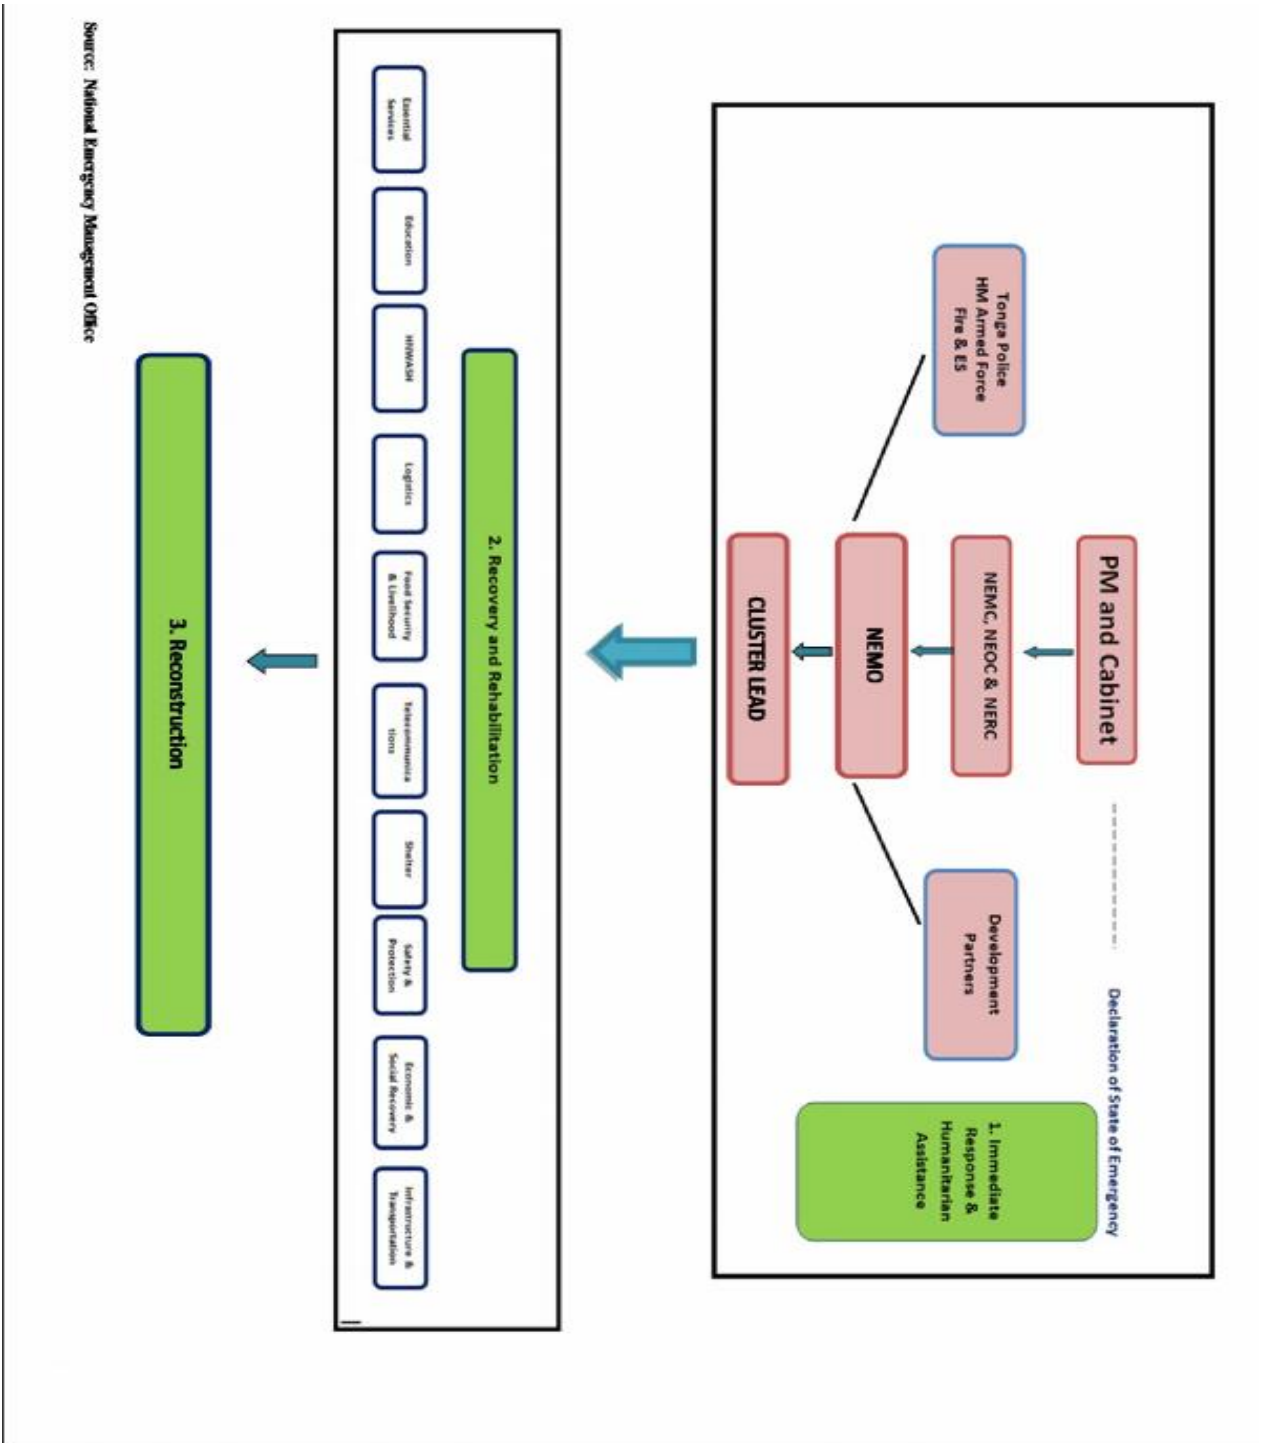 PM and Cabinet
Declaration of State of Emergency
NEMC, NEOC & NERC
Tonga Police
HM Armed Force
Fire & ES
Development
Partners
1. Immediate
Response &
Humanitarian
Assistance
NEMO
CLUSTER LEAD
2. Recovery and Rehabilitation
Essential
Services
Education
HNWASH
Logistics
Food Security
& Livelihood
Telecommunica
tions
Shelter
Safety &
Protection
Economic &
Social Recovery
Infrastructure &
Transportation
3. Reconstruction
Source: National Emergency Management Office